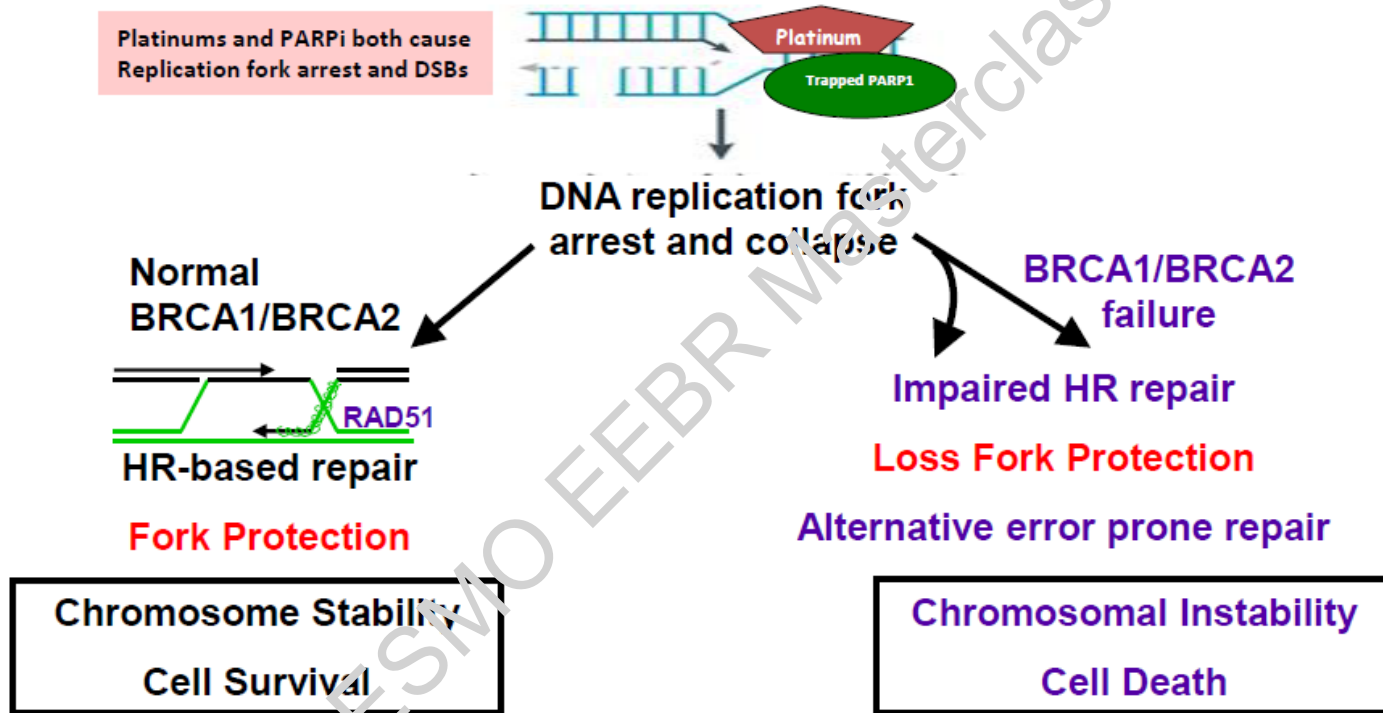 Platinums and PARPi both cause
Replication fork arrest and DSBs
Platinum
Trapped PARP1
DNA replication fork
arrest and collapse
Normal
BRCA1/BRCA2
BRCA1/BRCA2
failure
RAD51
HR-based repair
Fork Protection
Chromosome Stability
Cell Survival
Impaired HR repair
Loss Fork Protection
Alternative error prone repair
Chromosomal Instability
Cell Death
ESMO EEBR Masterclas